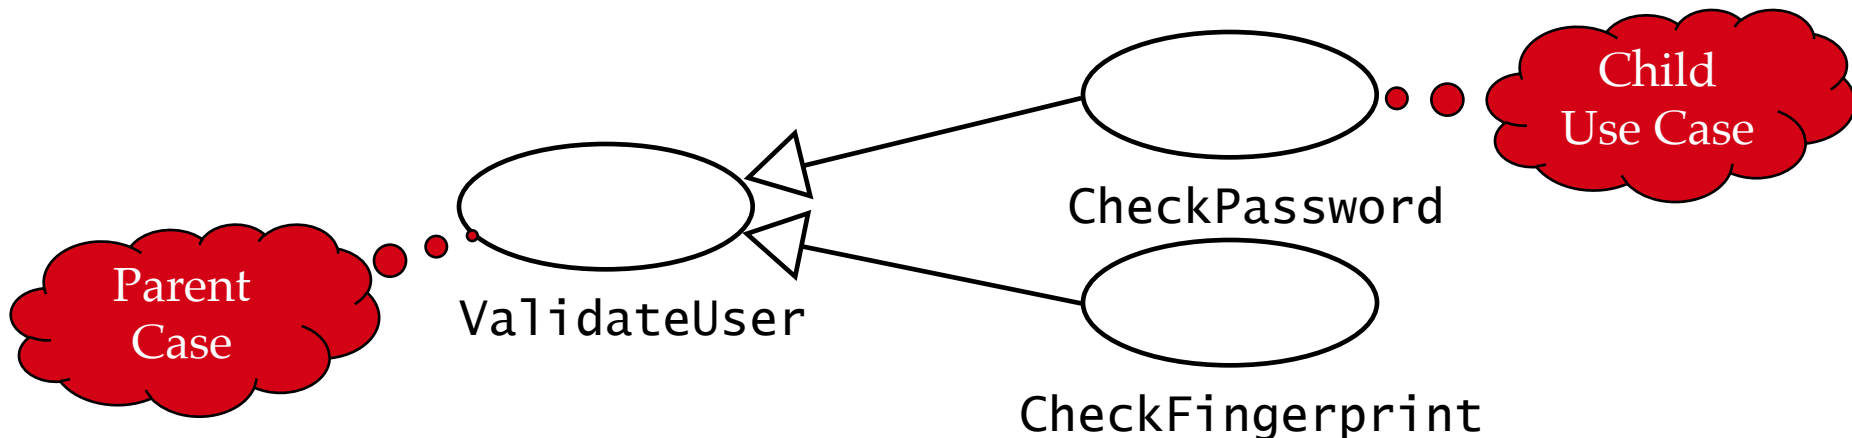 Child
Use Case
CheckPassword
Parent
Case
ValidateUser
CheckFingerprint